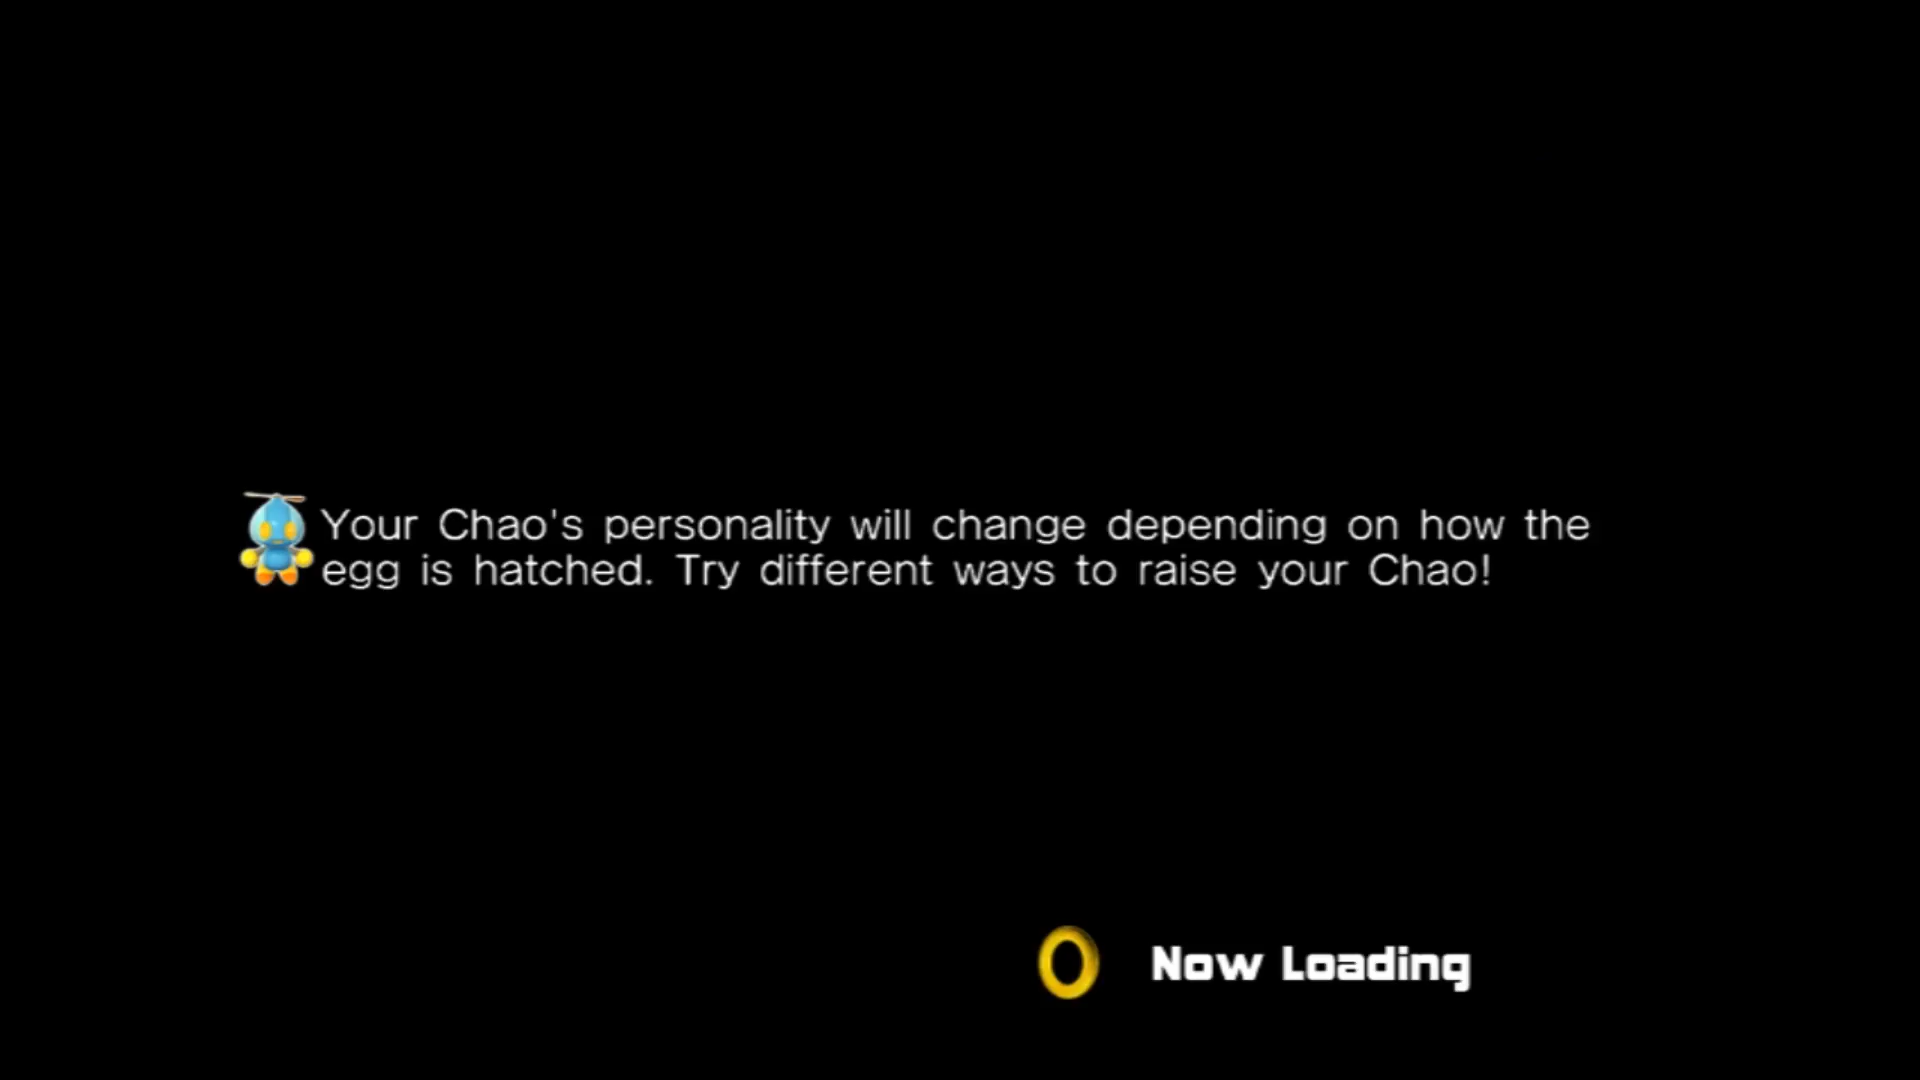 Your Chao's personality will change depending on how the
egg is hatched. Try different ways to raise your Chao!
Now Loading